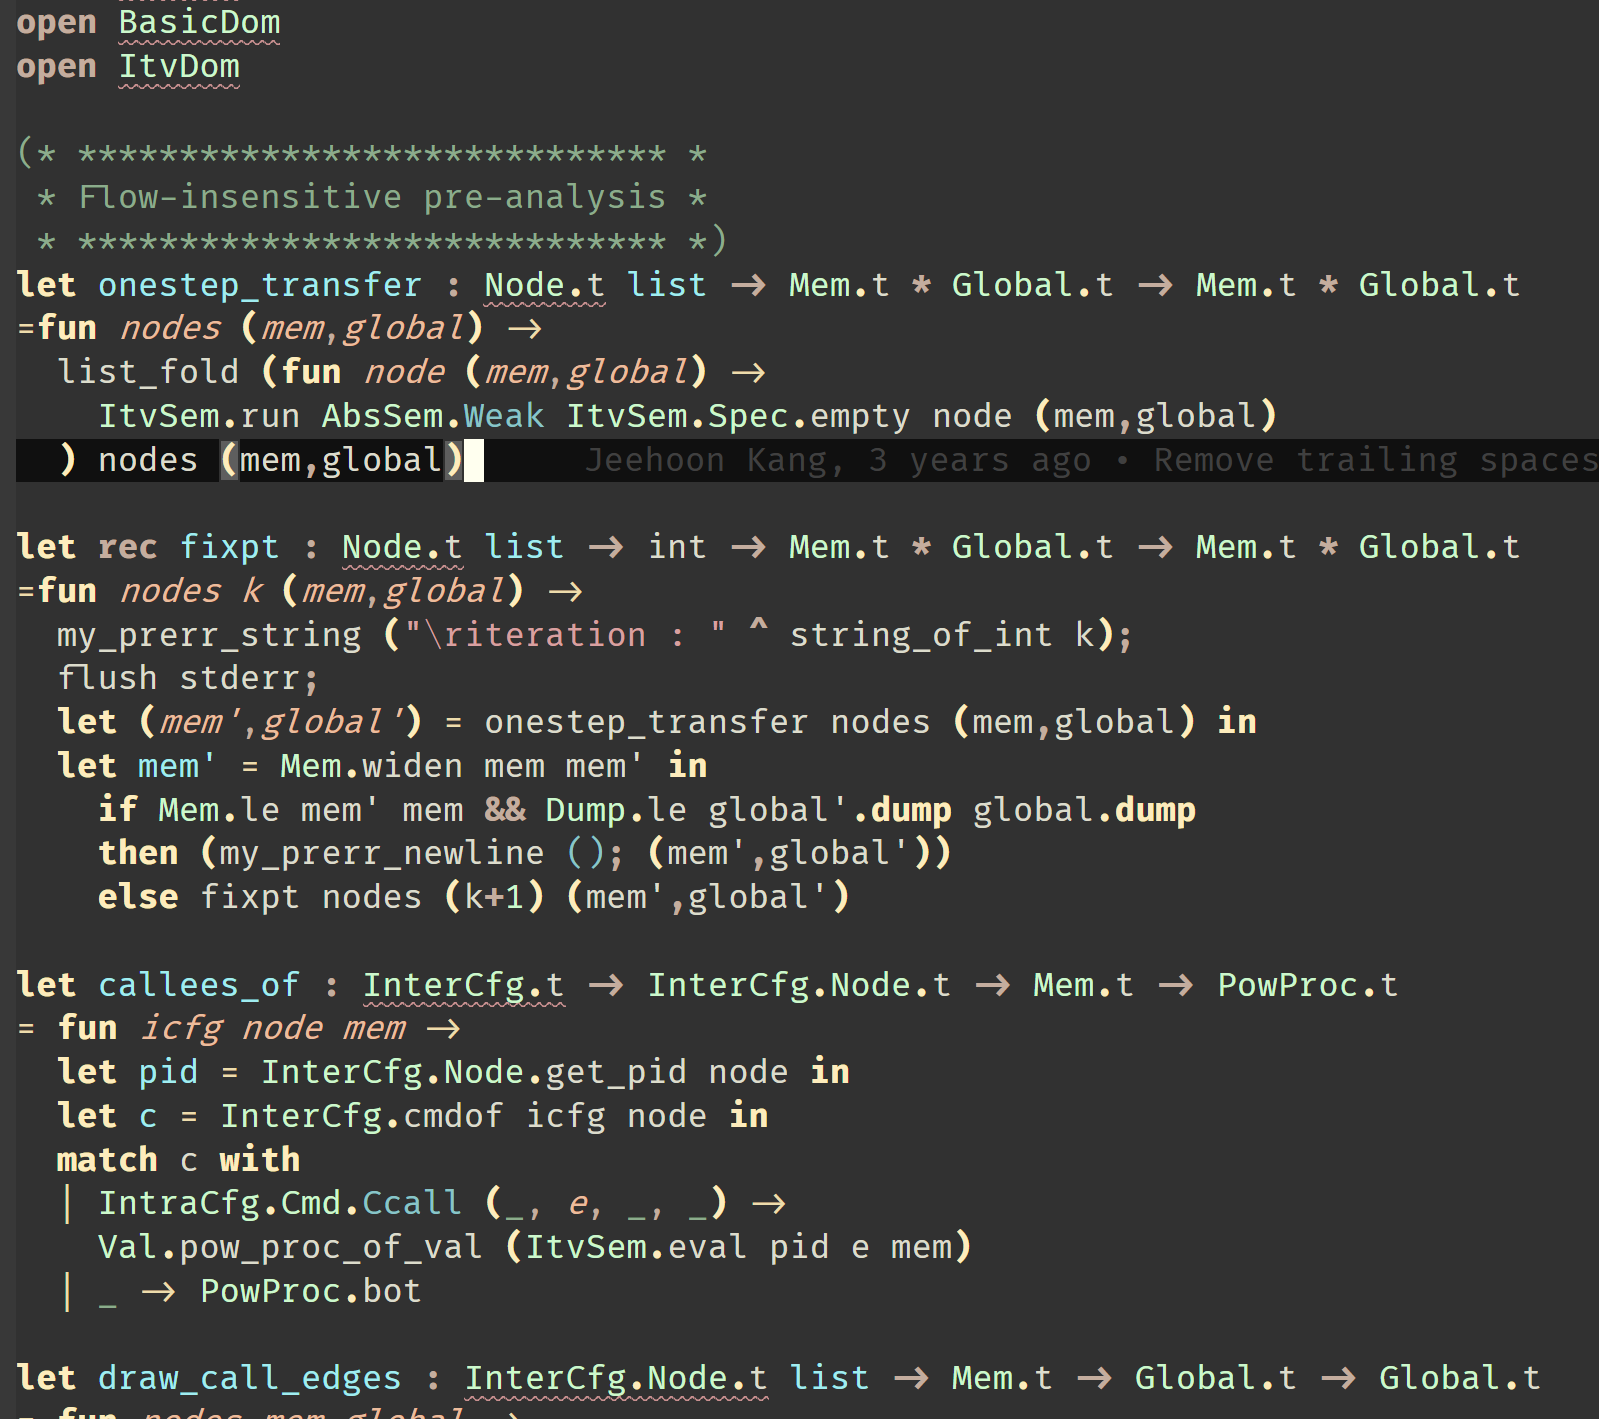 open BasicDom
open ItvDom
(* ***************************** *
 * Flow-insensitive pre-analysis *
 * ***************************** *)
let onestep_transfer : Node.t list -> Mem.t * Global.t -> Mem.t * Global.t
=fun nodes (mem,global) ->
  list_fold (fun node (mem,global) ->
    ItvSem.run AbsSem.Weak ItvSem.Spec.empty node (mem,global)
  ) nodes (mem,global)     Jeehoon Kang, 3 years ago • Remove trailing spaces
let rec fixpt : Node.t list -> int -> Mem.t * Global.t -> Mem.t * Global.t
=fun nodes k (mem,global) ->
  my_prerr_string ("\riteration : " ^ string_of_int k);
  flush stderr;
  let (mem',global') = onestep_transfer nodes (mem,global) in
  let mem' = Mem.widen mem mem' in
    if Mem.le mem' mem && Dump.le global'.dump global.dump
    then (my_prerr_newline (); (mem',global'))
    else fixpt nodes (k+1) (mem',global')
let callees_of : InterCfg.t -> InterCfg.Node.t -> Mem.t -> PowProc.t
= fun icfg node mem ->
  let pid = InterCfg.Node.get_pid node in
  let c = InterCfg.cmdof icfg node in
  match c with
  | IntraCfg.Cmd.Ccall (_, e, _, _) ->
    Val.pow_proc_of_val (ItvSem.eval pid e mem)
  | _ -> PowProc.bot
let draw_call_edges : InterCfg.Node.t list -> Mem.t -> Global.t -> Global.t
= fun nodes mem global ->